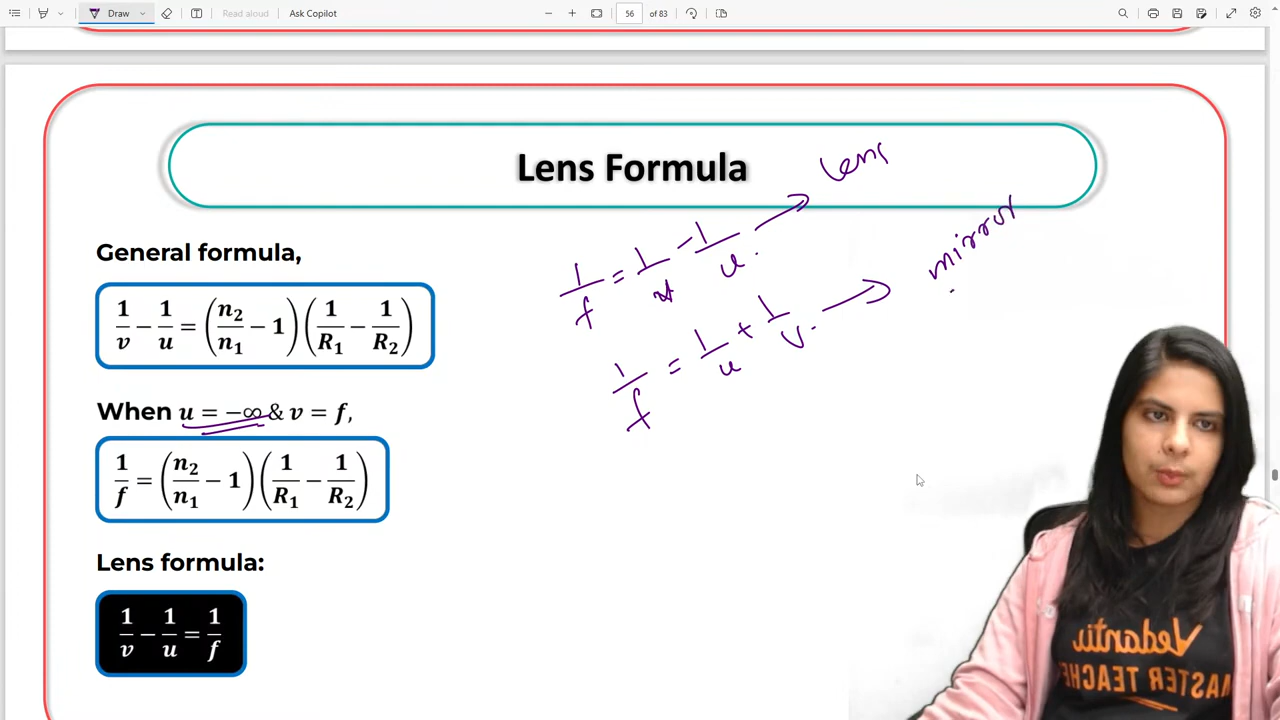 Draw
Read aloud
Ask Copilot
56 of 83
Lens Formula
General formula,
1/v − 1/u = (n₂/n₁ − 1)(1/R₁ − 1/R₂)
When u = −∞ & v = f,
1/f = (n₂/n₁ − 1)(1/R₁ − 1/R₂)
Lens formula:
1/v − 1/u = 1/f
1/f = 1/v − 1/u. → Lens
1/f = 1/u + 1/v. → mirror
Vedantu
MASTER TEACHE